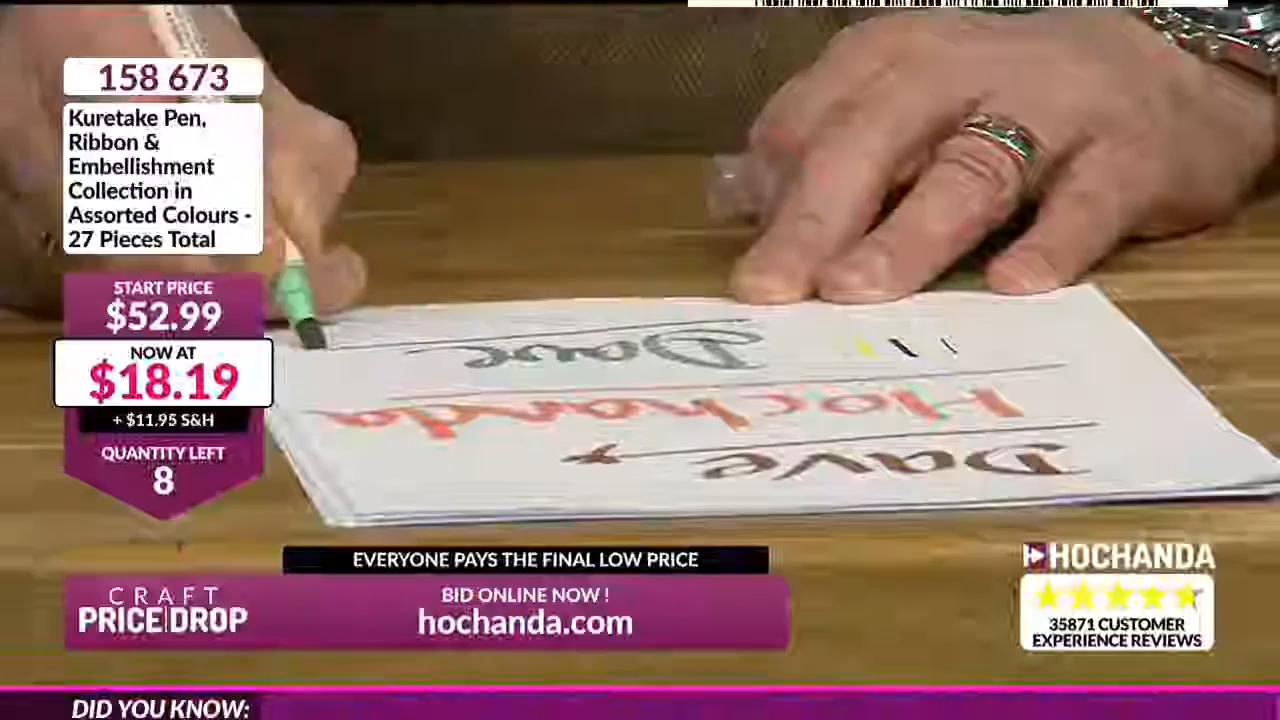 158 673
Kuretake Pen,
Ribbon &
Embellishment
Collection in
Assorted Colours -
27 Pieces Total
START PRICE
$52.99
NOW AT
$18.19
+ $11.95 S&H
QUANTITY LEFT
8
Dave
Hochanda
Dave
EVERYONE PAYS THE FINAL LOW PRICE
CRAFT
PRICE DROP
BID ONLINE NOW !
hochanda.com
HOCHANDA
35871 CUSTOMER
EXPERIENCE REVIEWS
DID YOU KNOW: